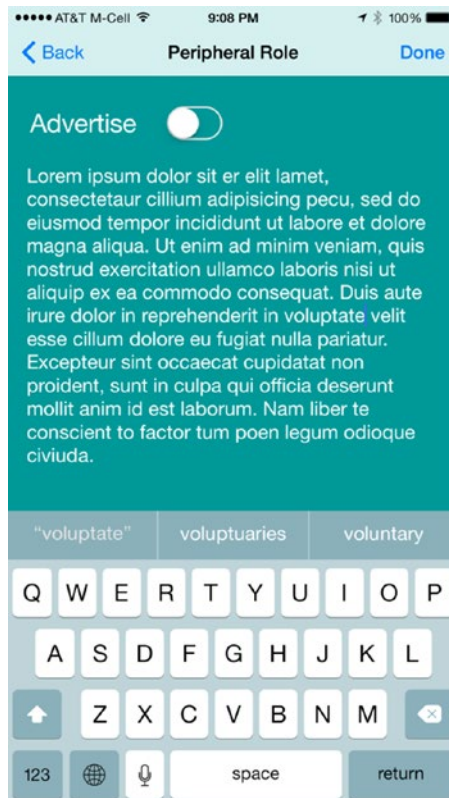 AT&T M-Cell 9:08 PM 100%
Back Peripheral Role Done
Advertise
Lorem ipsum dolor sit er elit lamet,
consectetaur cillium adipisicing pecu, sed do
eiusmod tempor incididunt ut labore et dolore
magna aliqua. Ut enim ad minim veniam, quis
nostrud exercitation ullamco laboris nisi ut
aliquip ex ea commodo consequat. Duis aute
irure dolor in reprehenderit in voluptate velit
esse cillum dolore eu fugiat nulla pariatur.
Excepteur sint occaecat cupidatat non
proident, sunt in culpa qui officia deserunt
mollit anim id est laborum. Nam liber te
conscient to factor tum poen legum odioque
civiuda.
“voluptate” voluptuaries voluntary
Q W E R T Y U I O P
A S D F G H J K L
Z X C V B N M
123 space return